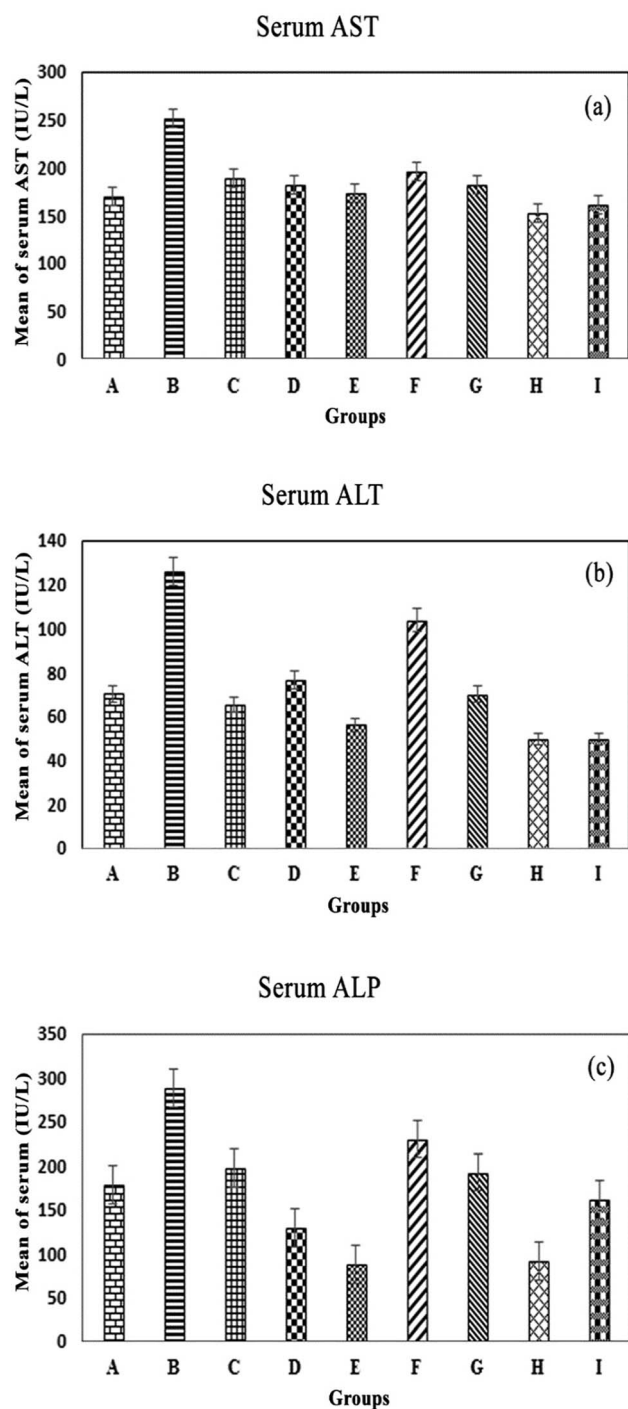 Serum AST
Mean of serum AST (IU/L)
300
250
200
150
100
50
0
(a)
A B C D E F G H I
Groups
Serum ALT
Mean of serum ALT (IU/L)
140
120
100
80
60
40
20
0
(b)
A B C D E F G H I
Groups
Serum ALP
Mean of serum (IU/L)
350
300
250
200
150
100
50
0
(c)
A B C D E F G H I
Groups